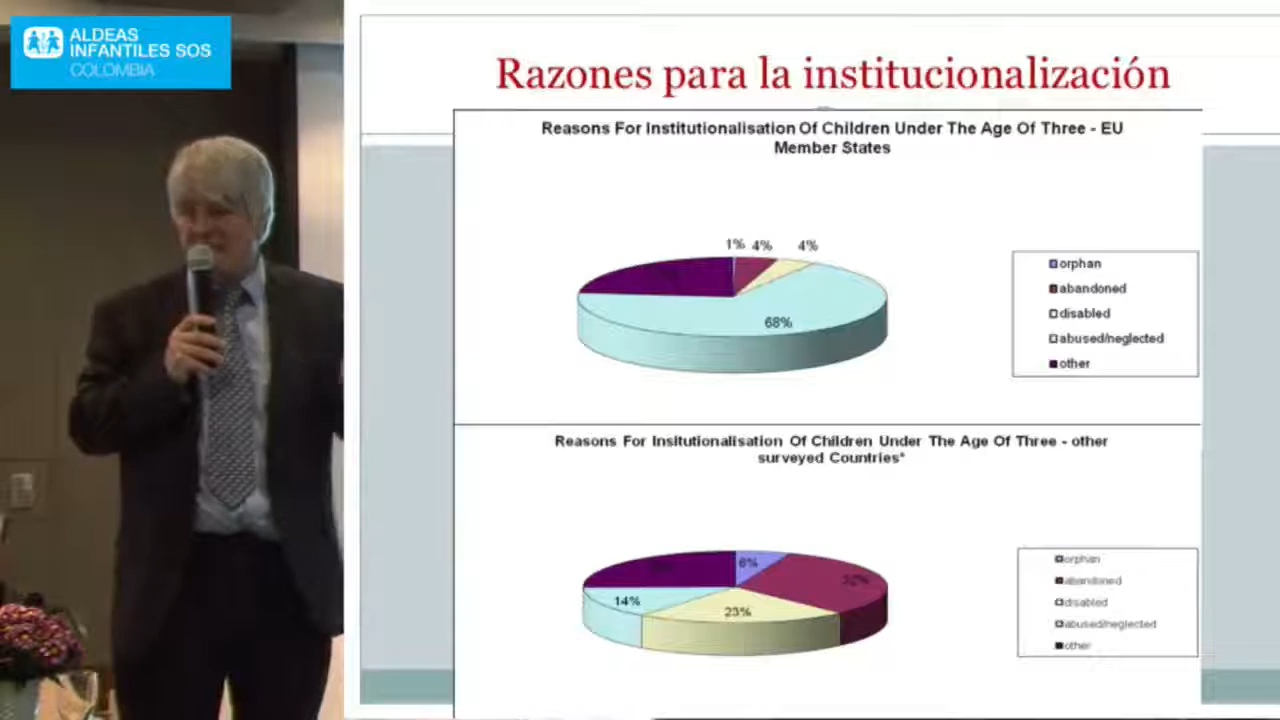 ALDEAS
INFANTILES SOS
COLOMBIA
Razones para la institucionalización
Reasons For Institutionalisation Of Children Under The Age Of Three - EU
Member States
1% 4% 4%
68%
orphan
abandoned
disabled
abused/neglected
other
Reasons For Insitutionalisation Of Children Under The Age Of Three - other
surveyed Countries*
6%
32%
14%
23%
orphan
abandoned
disabled
abused/neglected
other